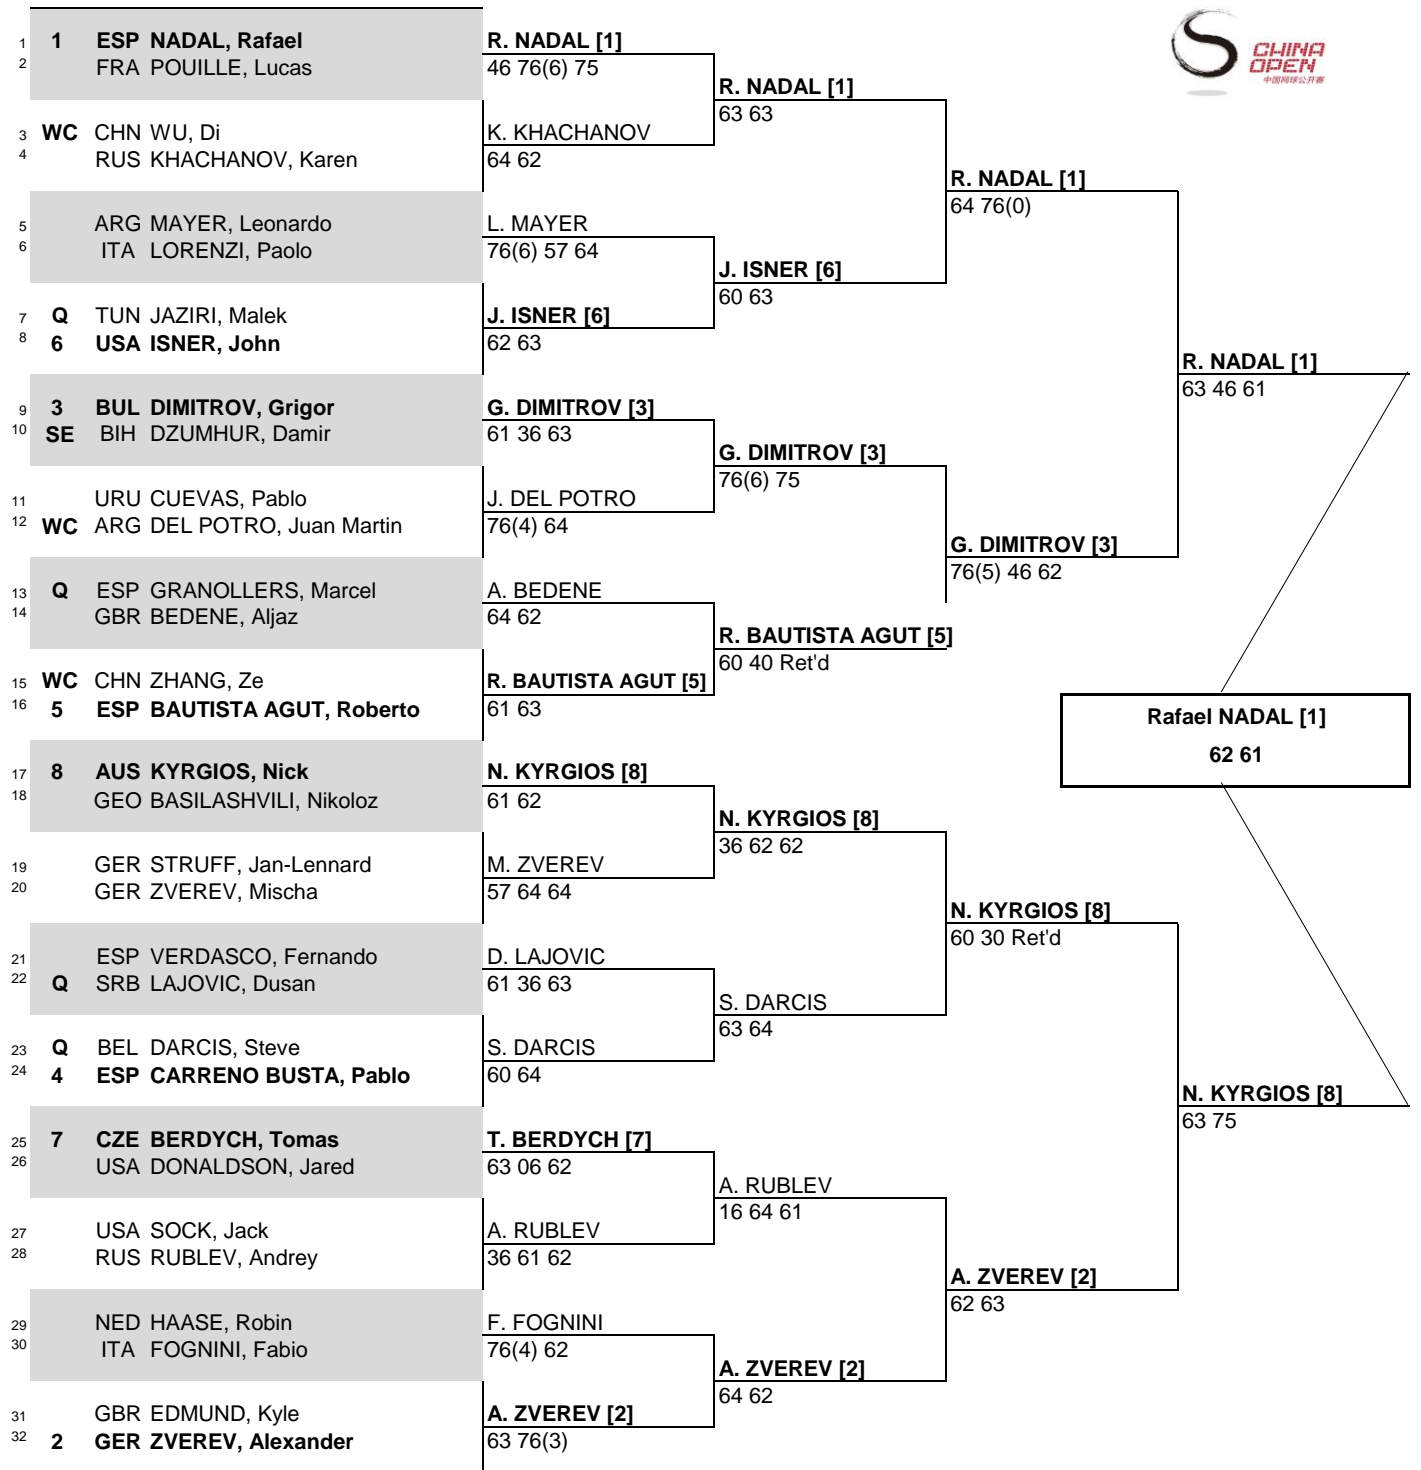 CHINA
OPEN
中国网球公开赛
1 1 ESP NADAL, Rafael
2 FRA POUILLE, Lucas
3 WC CHN WU, Di
4 RUS KHACHANOV, Karen
5 ARG MAYER, Leonardo
6 ITA LORENZI, Paolo
7 Q TUN JAZIRI, Malek
8 6 USA ISNER, John
9 3 BUL DIMITROV, Grigor
10 SE BIH DZUMHUR, Damir
11 URU CUEVAS, Pablo
12 WC ARG DEL POTRO, Juan Martin
13 Q ESP GRANOLLERS, Marcel
14 GBR BEDENE, Aljaz
15 WC CHN ZHANG, Ze
16 5 ESP BAUTISTA AGUT, Roberto
17 8 AUS KYRGIOS, Nick
18 GEO BASILASHVILI, Nikoloz
19 GER STRUFF, Jan-Lennard
20 GER ZVEREV, Mischa
21 ESP VERDASCO, Fernando
22 Q SRB LAJOVIC, Dusan
23 Q BEL DARCIS, Steve
24 4 ESP CARRENO BUSTA, Pablo
25 7 CZE BERDYCH, Tomas
26 USA DONALDSON, Jared
27 USA SOCK, Jack
28 RUS RUBLEV, Andrey
29 NED HAASE, Robin
30 ITA FOGNINI, Fabio
31 GBR EDMUND, Kyle
32 2 GER ZVEREV, Alexander
R. NADAL [1]
46 76(6) 75
K. KHACHANOV
64 62
L. MAYER
76(6) 57 64
J. ISNER [6]
62 63
G. DIMITROV [3]
61 36 63
J. DEL POTRO
76(4) 64
A. BEDENE
64 62
R. BAUTISTA AGUT [5]
61 63
N. KYRGIOS [8]
61 62
M. ZVEREV
57 64 64
D. LAJOVIC
61 36 63
S. DARCIS
60 64
T. BERDYCH [7]
63 06 62
A. RUBLEV
36 61 62
F. FOGNINI
76(4) 62
A. ZVEREV [2]
63 76(3)
R. NADAL [1]
63 63
J. ISNER [6]
60 63
G. DIMITROV [3]
76(6) 75
R. BAUTISTA AGUT [5]
60 40 Ret'd
N. KYRGIOS [8]
36 62 62
S. DARCIS
63 64
A. RUBLEV
16 64 61
A. ZVEREV [2]
64 62
R. NADAL [1]
64 76(0)
G. DIMITROV [3]
76(5) 46 62
N. KYRGIOS [8]
60 30 Ret'd
A. ZVEREV [2]
62 63
R. NADAL [1]
63 46 61
N. KYRGIOS [8]
63 75
Rafael NADAL [1]
62 61